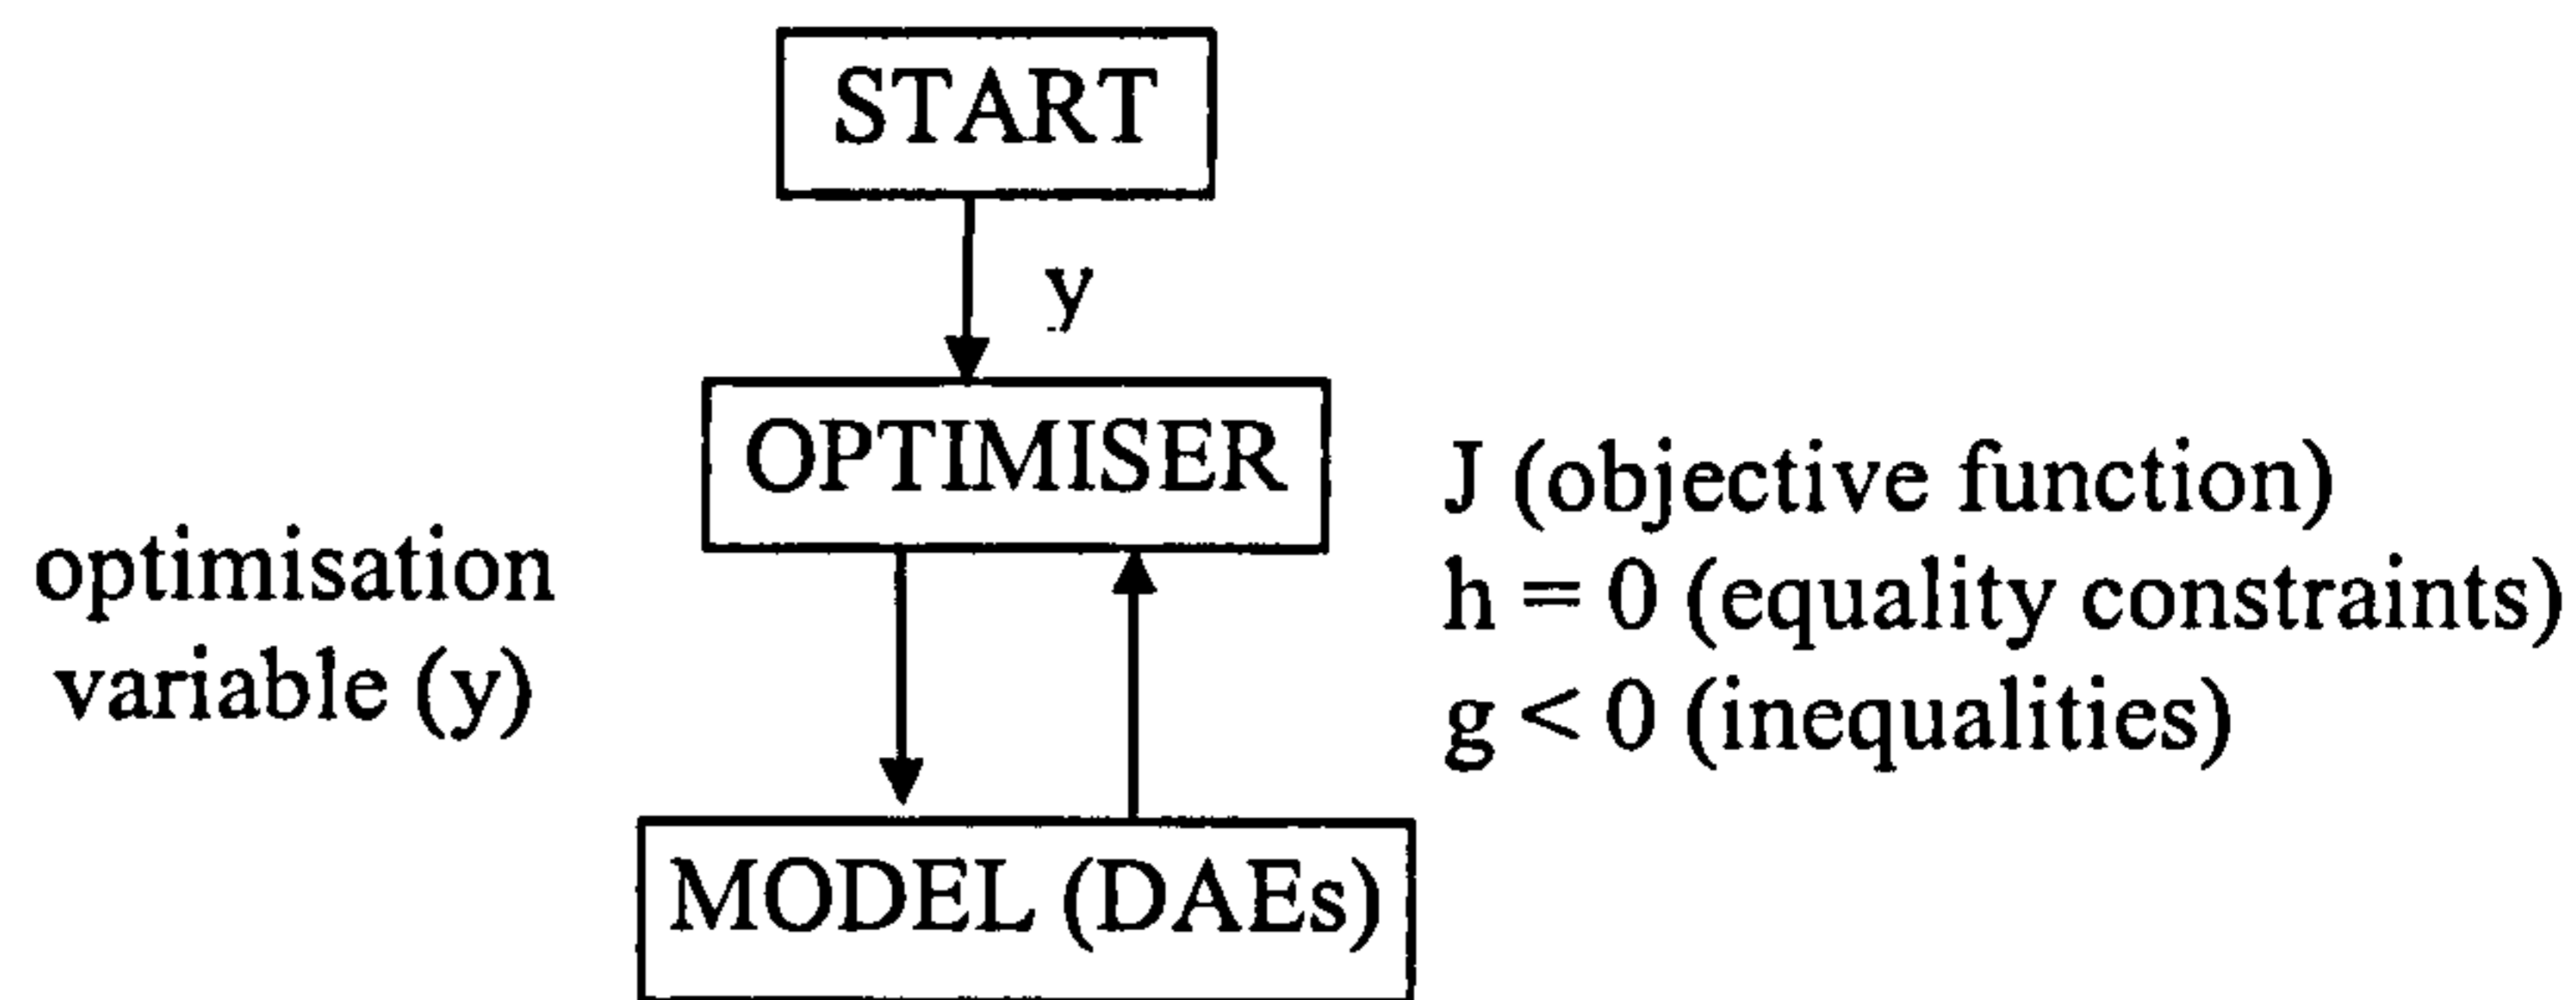 START
y
OPTIMISER
optimisation
variable (y)
J (objective function)
h = 0 (equality constraints)
g < 0 (inequalities)
MODEL (DAEs)